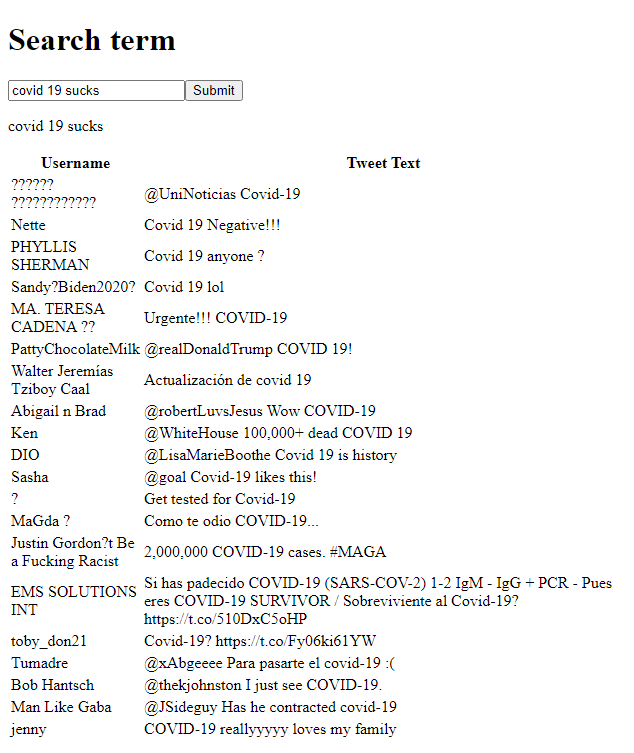 Search term
covid 19 sucks Submit
covid 19 sucks
Username Tweet Text
??????
???????????? @UniNoticias Covid-19
Nette Covid 19 Negative!!!
PHYLLIS
SHERMAN Covid 19 anyone ?
Sandy?Biden2020? Covid 19 lol
MA. TERESA
CADENA ?? Urgente!!! COVID-19
PattyChocolateMilk @realDonaldTrump COVID 19!
Walter Jeremías
Tziboy Caal Actualización de covid 19
Abigail n Brad @robertLuvsJesus Wow COVID-19
Ken @WhiteHouse 100,000+ dead COVID 19
DIO @LisaMarieBoothe Covid 19 is history
Sasha @goal Covid-19 likes this!
? Get tested for Covid-19
MaGda ? Como te odio COVID-19...
Justin Gordon?t Be
a Fucking Racist 2,000,000 COVID-19 cases. #MAGA
EMS SOLUTIONS
INT Si has padecido COVID-19 (SARS-COV-2) 1-2 IgM - IgG + PCR - Pues
eres COVID-19 SURVIVOR / Sobreviviente al Covid-19?
https://t.co/510DxC5oHP
toby_don21 Covid-19? https://t.co/Fy06ki61YW
Tumadre @xAbgeeee Para pasarte el covid-19 :(
Bob Hantsch @thekjohnston I just see COVID-19.
Man Like Gaba @JSideguy Has he contracted covid-19
jenny COVID-19 reallyyyyy loves my family